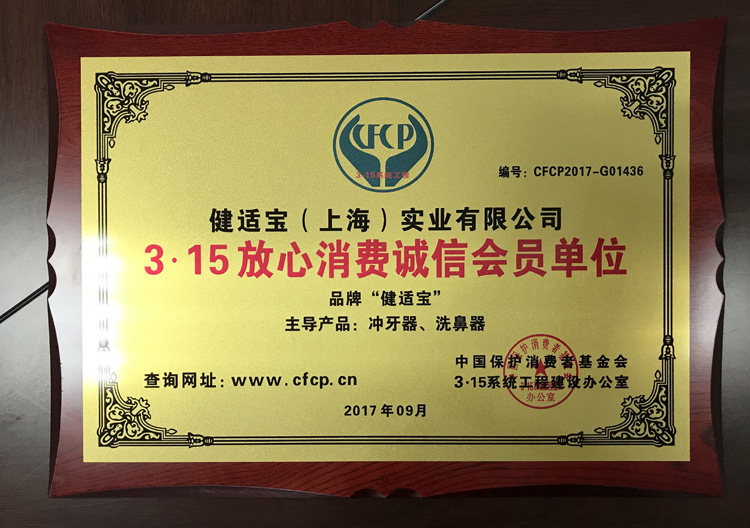 CFCP
3·15系统工程
编号：CFCP2017-G01436
健适宝（上海）实业有限公司
3·15放心消费诚信会员单位
品牌“健适宝”
主导产品：冲牙器、洗鼻器
中国保护消费者基金会
查询网址：www.cfcp.cn
3·15系统工程建设办公室
办公室
2017年09月